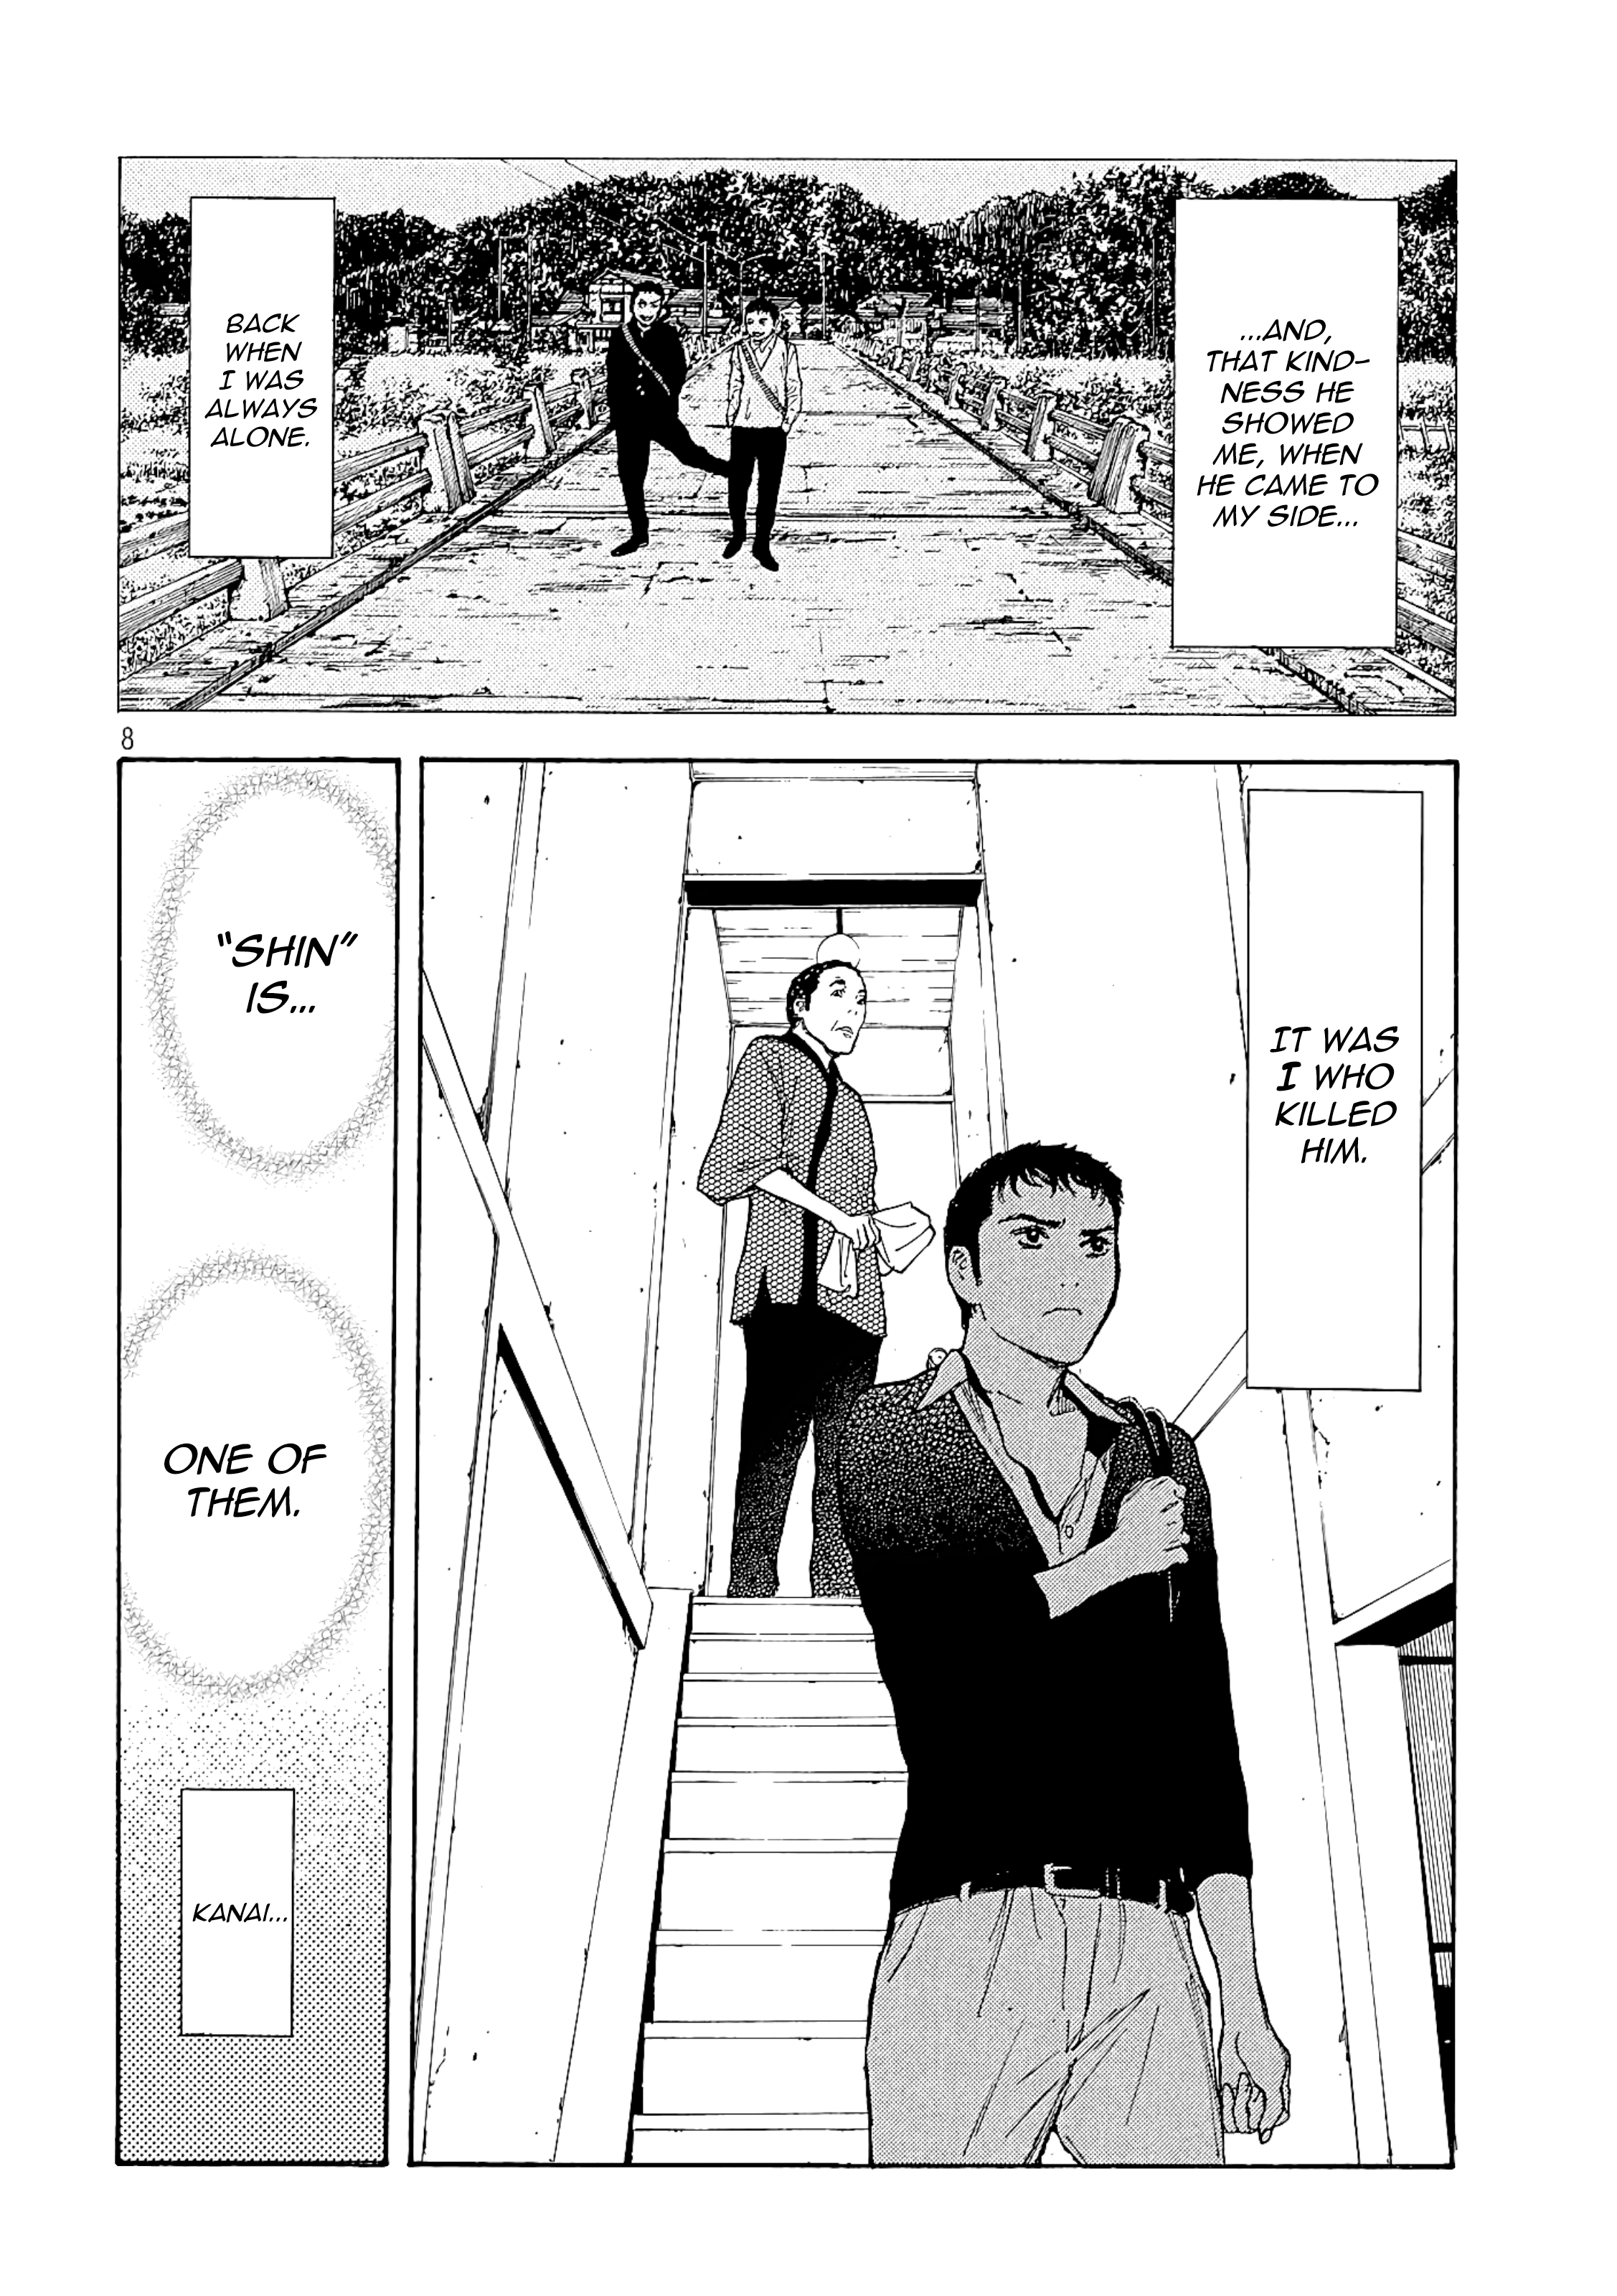 ...AND,
THAT KIND-
NESS HE
SHOWED
ME, WHEN
HE CAME TO
MY SIDE...
BACK
WHEN
I WAS
ALWAYS
ALONE.
8
IT WAS
I WHO
KILLED
HIM.
"SHIN"
IS...
ONE OF
THEM.
KANAI...